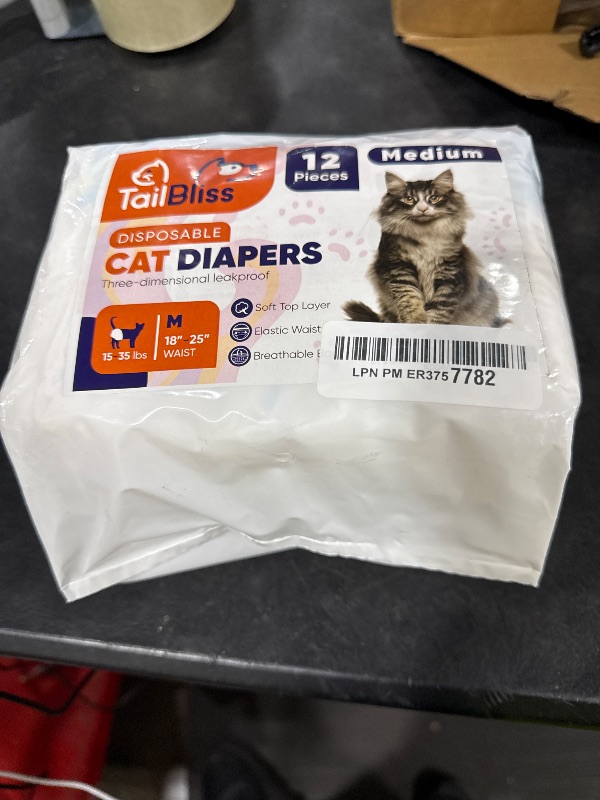 TailBliss
12
Pieces
Medium
DISPOSABLE
CAT DIAPERS
Three-dimensional leakproof
15-35 lbs
M
18"-25"
WAIST
Soft Top Layer
Elastic Waist
Breathable
LPN PM ER3757782